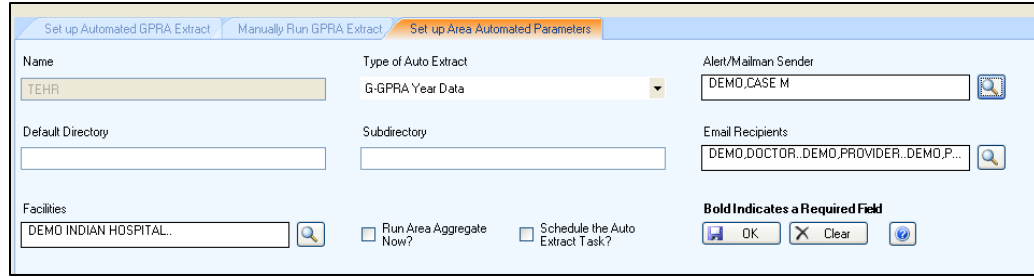 Set up Automated GPRA Extract Manually Run GPRA Extract Set up Area Automated Parameters
Name Type of Auto Extract Alert/Mailman Sender
TEHR G-GPRA Year Data DEMO,CASE M
Default Directory Subdirectory Email Recipients
DEMO,DOCTOR..DEMO,PROVIDER..DEMO,P...
Facilities Bold Indicates a Required Field
DEMO INDIAN HOSPITAL.. Run Area Aggregate Now? Schedule the Auto Extract Task? OK Clear